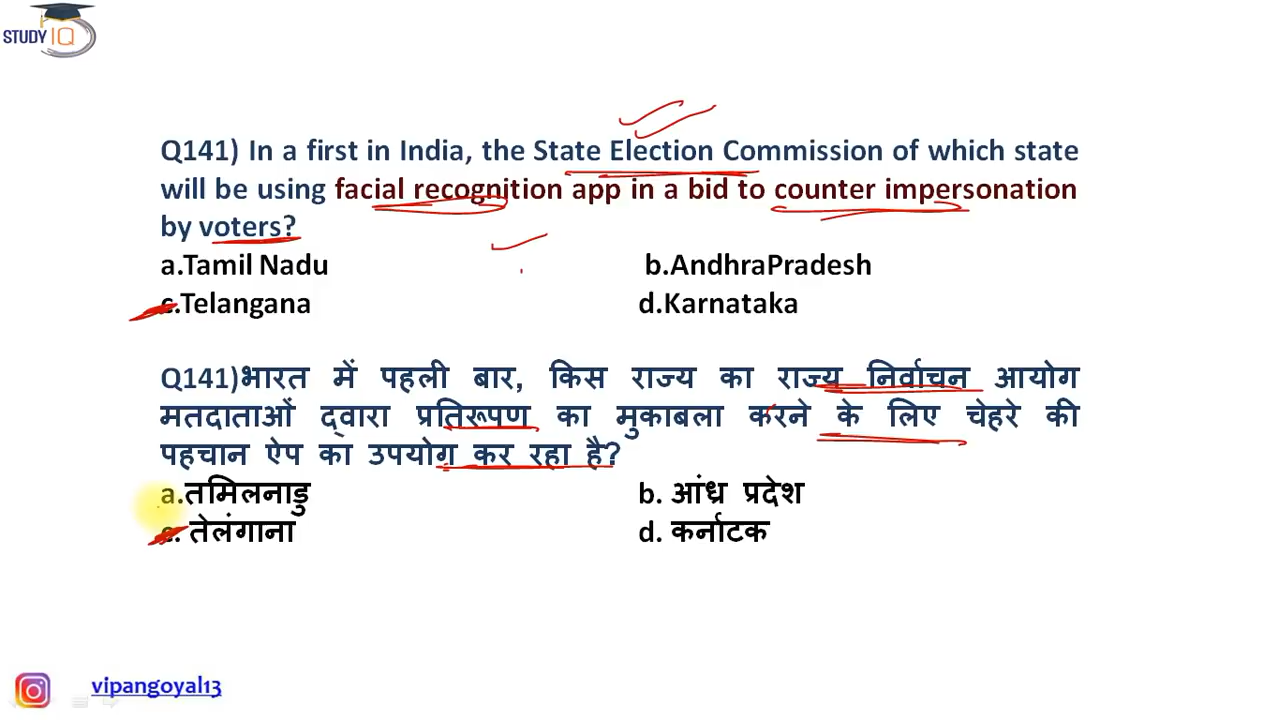 STUDY IQ
Q141) In a first in India, the State Election Commission of which state
will be using facial recognition app in a bid to counter impersonation
by voters?
a.Tamil Nadu b.AndhraPradesh
c.Telangana d.Karnataka
Q141)भारत में पहली बार, किस राज्य का राज्य निर्वाचन आयोग
मतदाताओं द्वारा प्रतिरूपण का मुकाबला करने के लिए चेहरे की
पहचान ऐप का उपयोग कर रहा है?
a.तमिलनाडु b. आंध्र प्रदेश
c. तेलंगाना d. कर्नाटक
vipangoyal13